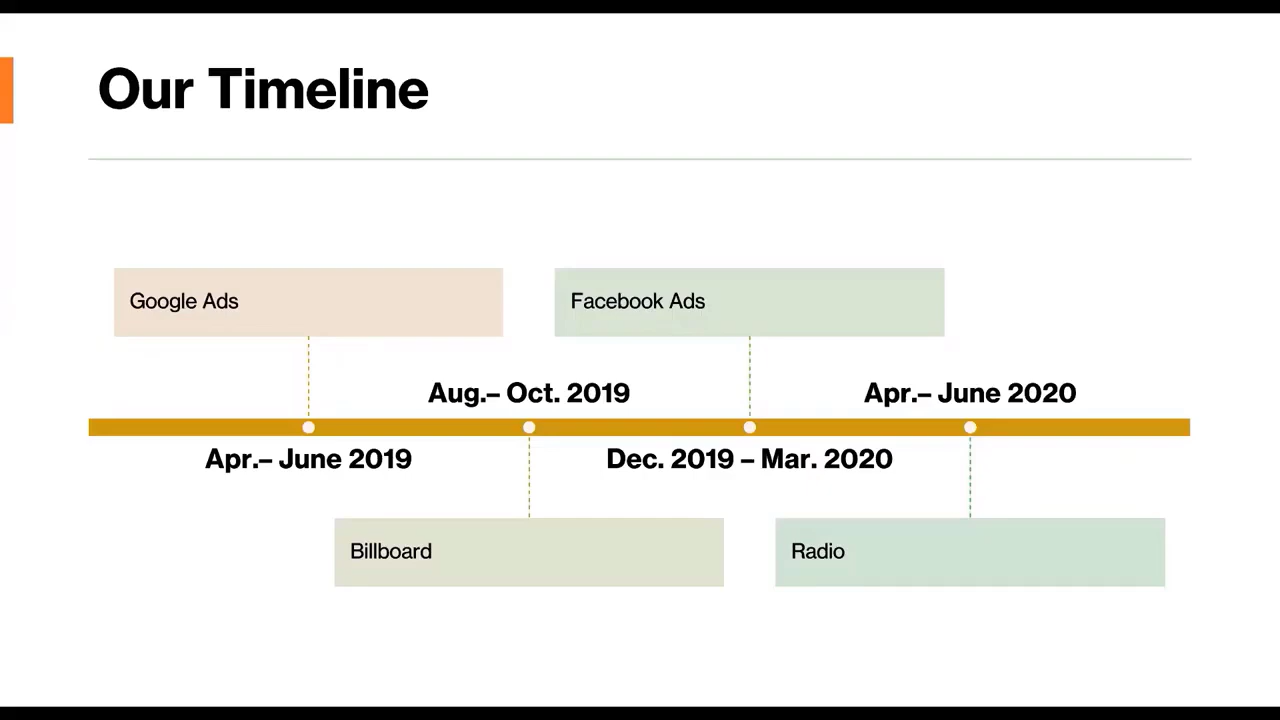 Our Timeline
Google Ads
Facebook Ads
Aug.– Oct. 2019
Apr.– June 2020
Apr.– June 2019
Dec. 2019 – Mar. 2020
Billboard
Radio